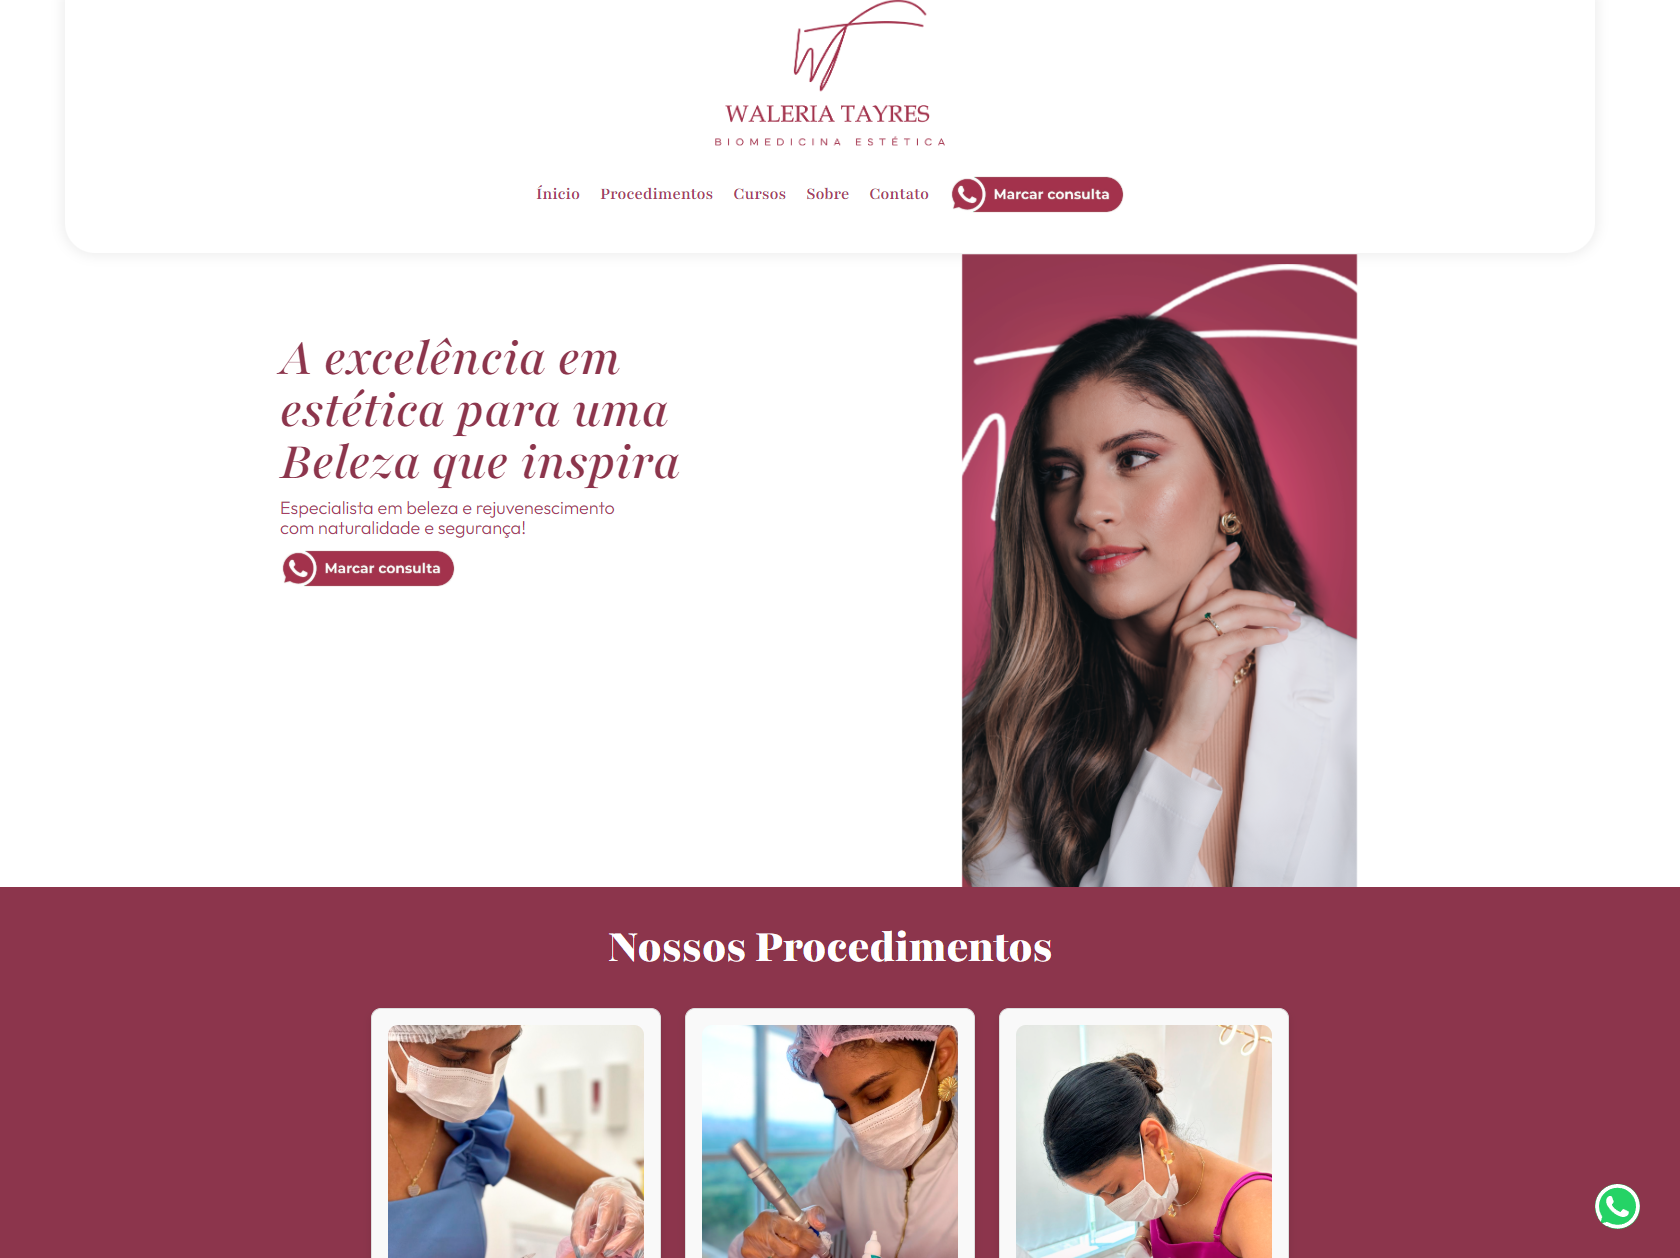 WALERIA TAYRES
BIOMEDICINA ESTÉTICA
Ínicio Procedimentos Cursos Sobre Contato Marcar consulta
A excelência em
estética para uma
Beleza que inspira
Especialista em beleza e rejuvenescimento
com naturalidade e segurança!
Marcar consulta
Nossos Procedimentos